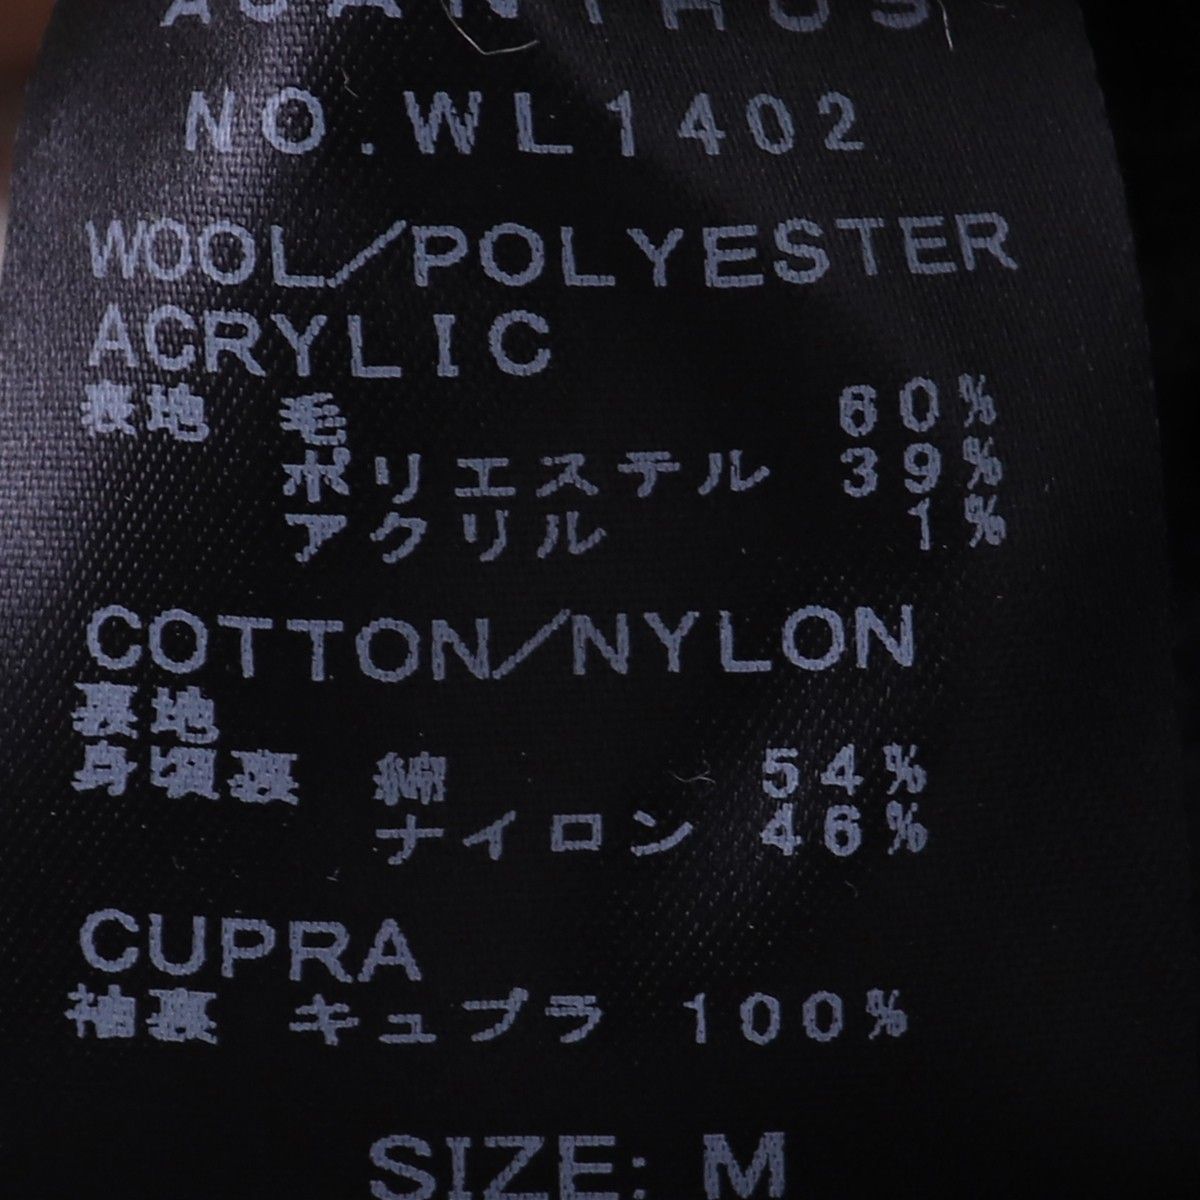 ACANTHUS
NO.WL1402
WOOL/POLYESTER
ACRYLIC
表地 毛 60%
ポリエステル 39%
アクリル 1%
COTTON/NYLON
裏地
身頃裏 綿 54%
ナイロン 46%
CUPRA
袖裏 キュプラ 100%
SIZE: M